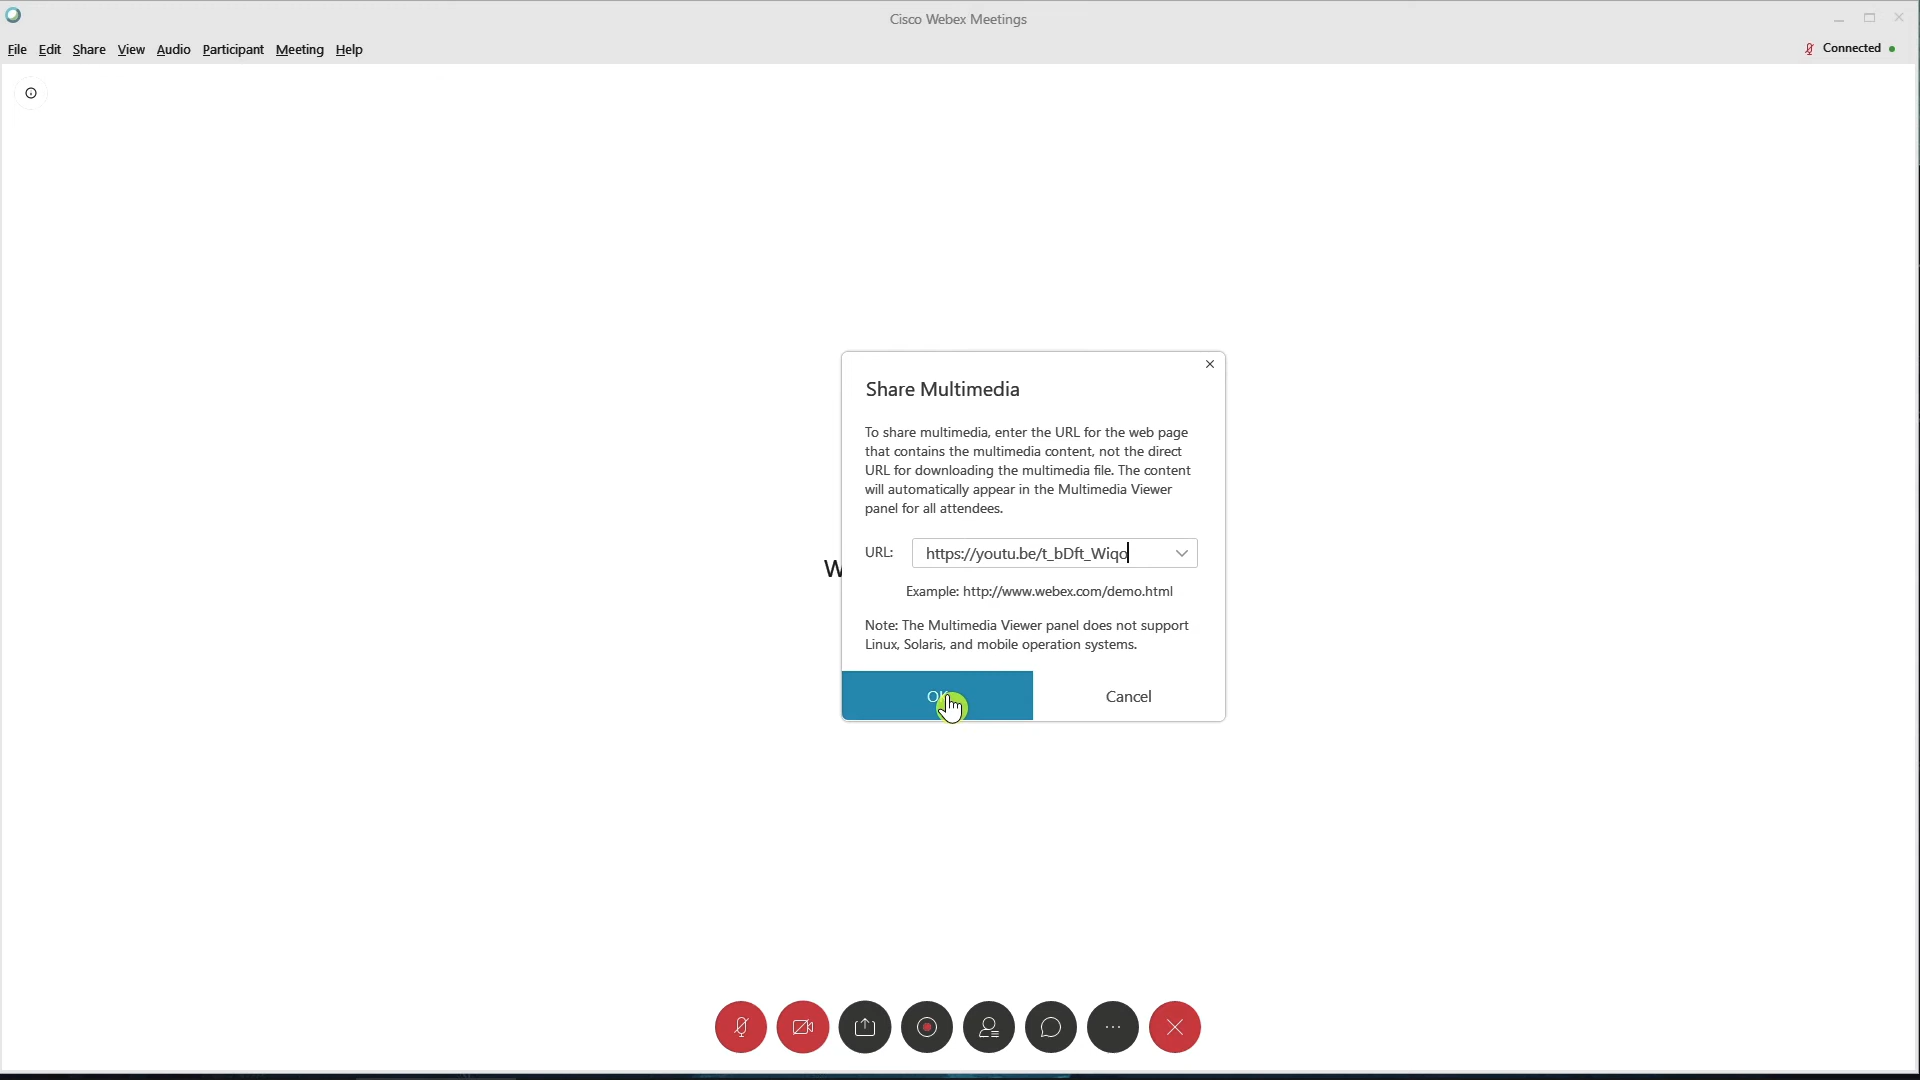 Cisco Webex Meetings
File Edit Share View Audio Participant Meeting Help
Connected
Share Multimedia
To share multimedia, enter the URL for the web page
that contains the multimedia content, not the direct
URL for downloading the multimedia file. The content
will automatically appear in the Multimedia Viewer
panel for all attendees.
URL: https://youtu.be/t_bDft_Wiqo
W
Example: http://www.webex.com/demo.html
Note: The Multimedia Viewer panel does not support
Linux, Solaris, and mobile operation systems.
OK Cancel